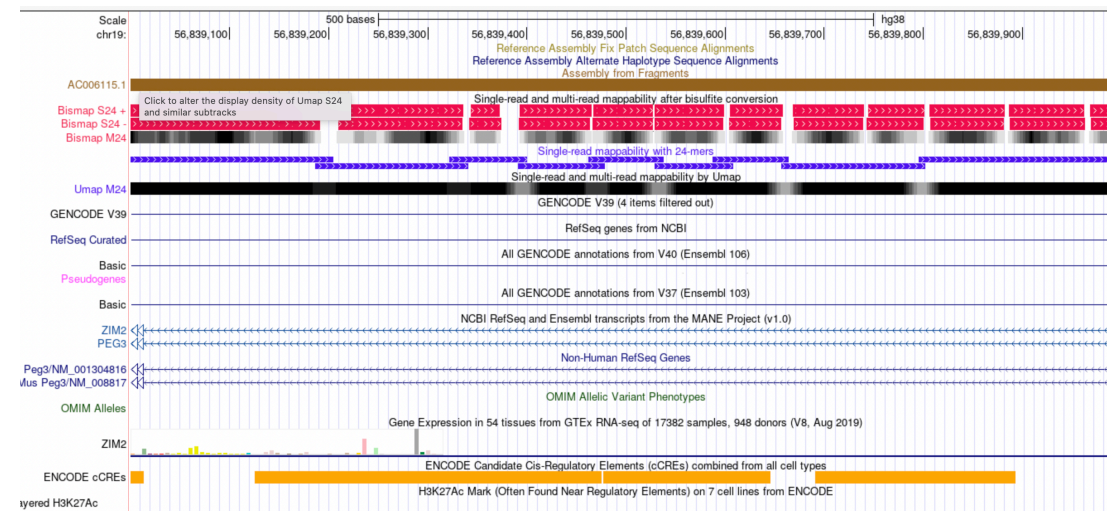 Scale 500 bases hg38
chr19: 56,839,100 56,839,200 56,839,300 56,839,400 56,839,500 56,839,600 56,839,700 56,839,800 56,839,900
Reference Assembly Fix Patch Sequence Alignments
Reference Assembly Alternate Haplotype Sequence Alignments
Assembly from Fragments
AC006115.1
Click to alter the display density of Umap S24
and similar subtracks
Single-read and multi-read mappability after bisulfite conversion
Bismap S24 +
Bismap S24 -
Bismap M24
Single-read mappability with 24-mers
Single-read and multi-read mappability by Umap
Umap M24
GENCODE V39 (4 items filtered out)
GENCODE V39
RefSeq genes from NCBI
RefSeq Curated
All GENCODE annotations from V40 (Ensembl 106)
Basic
Pseudogenes
All GENCODE annotations from V37 (Ensembl 103)
Basic
NCBI RefSeq and Ensembl transcripts from the MANE Project (v1.0)
ZIM2
PEG3
Non-Human RefSeq Genes
Peg3/NM_001304816
Mus Peg3/NM_008817
OMIM Allelic Variant Phenotypes
OMIM Alleles
Gene Expression in 54 tissues from GTEx RNA-seq of 17382 samples, 948 donors (V8, Aug 2019)
ZIM2
ENCODE Candidate Cis-Regulatory Elements (cCREs) combined from all cell types
ENCODE cCREs
H3K27Ac Mark (Often Found Near Regulatory Elements) on 7 cell lines from ENCODE
ayered H3K27Ac